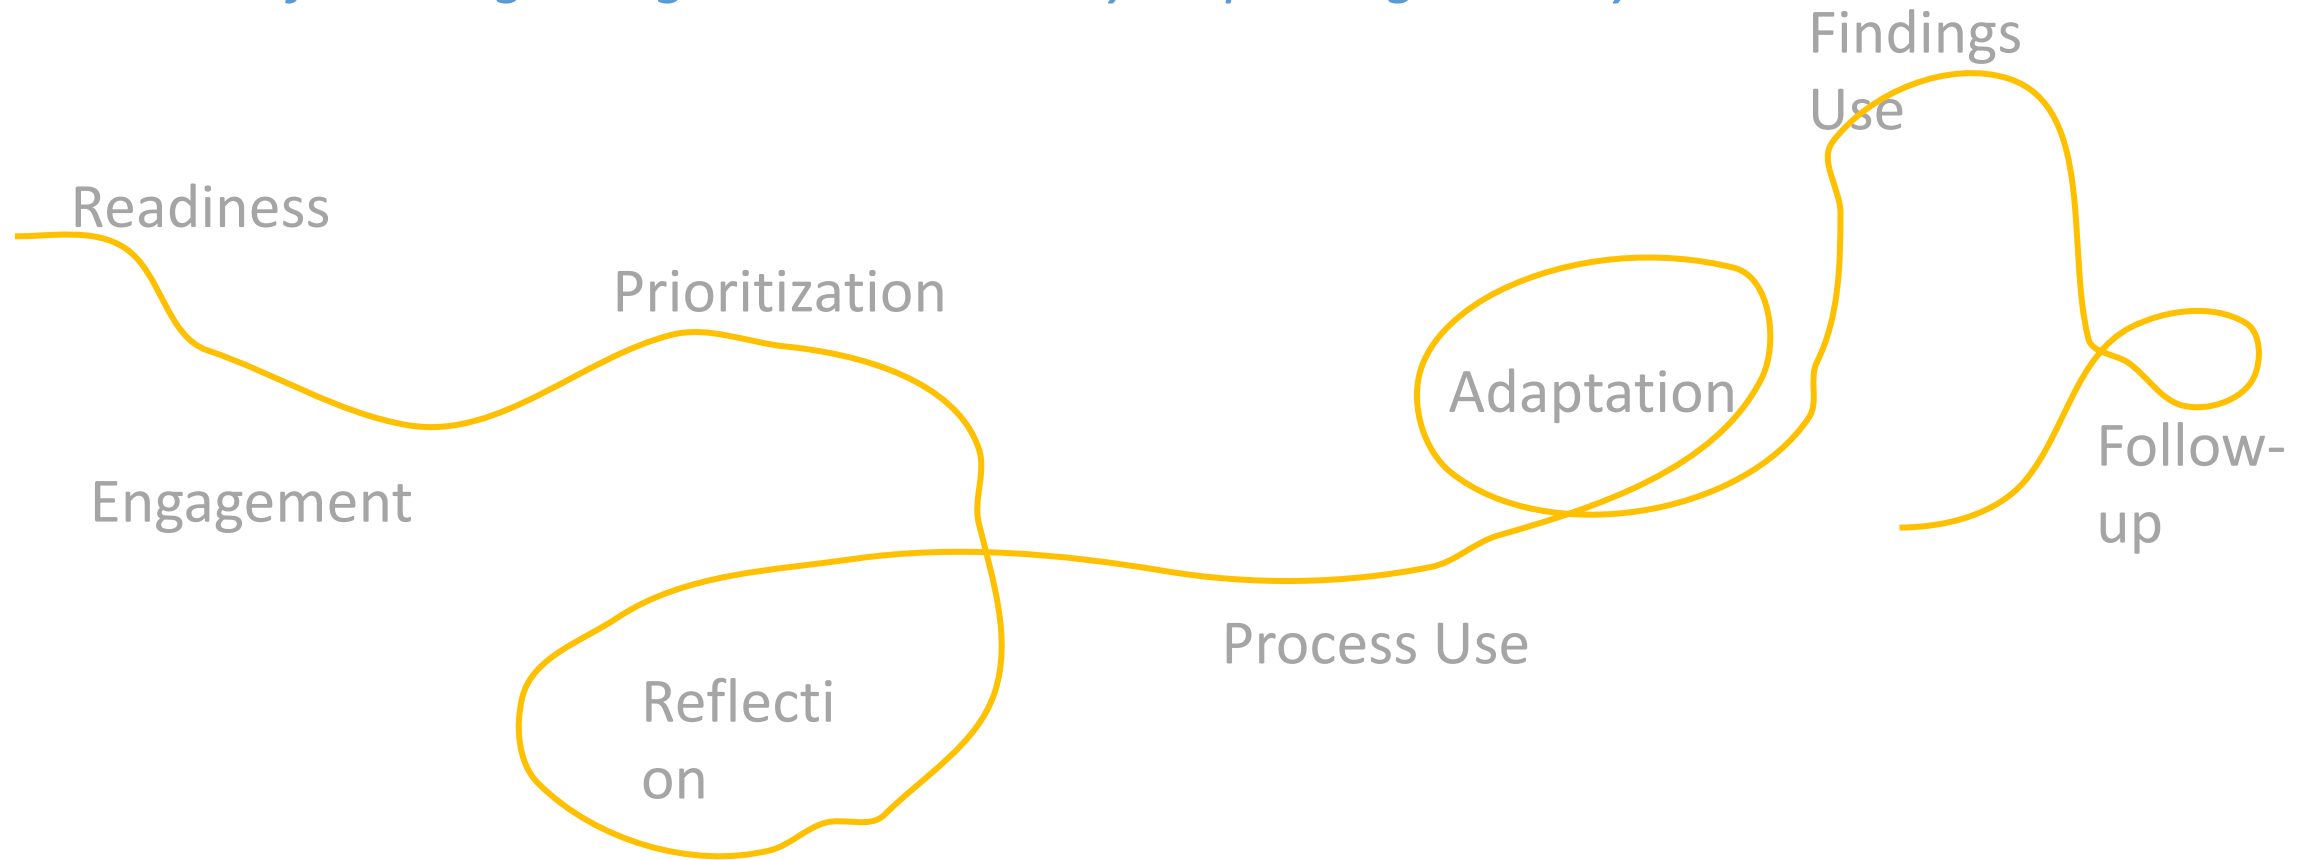 Findings
Use
Readiness
Prioritization
Adaptation
Follow-
up
Engagement
Process Use
Reflecti
on